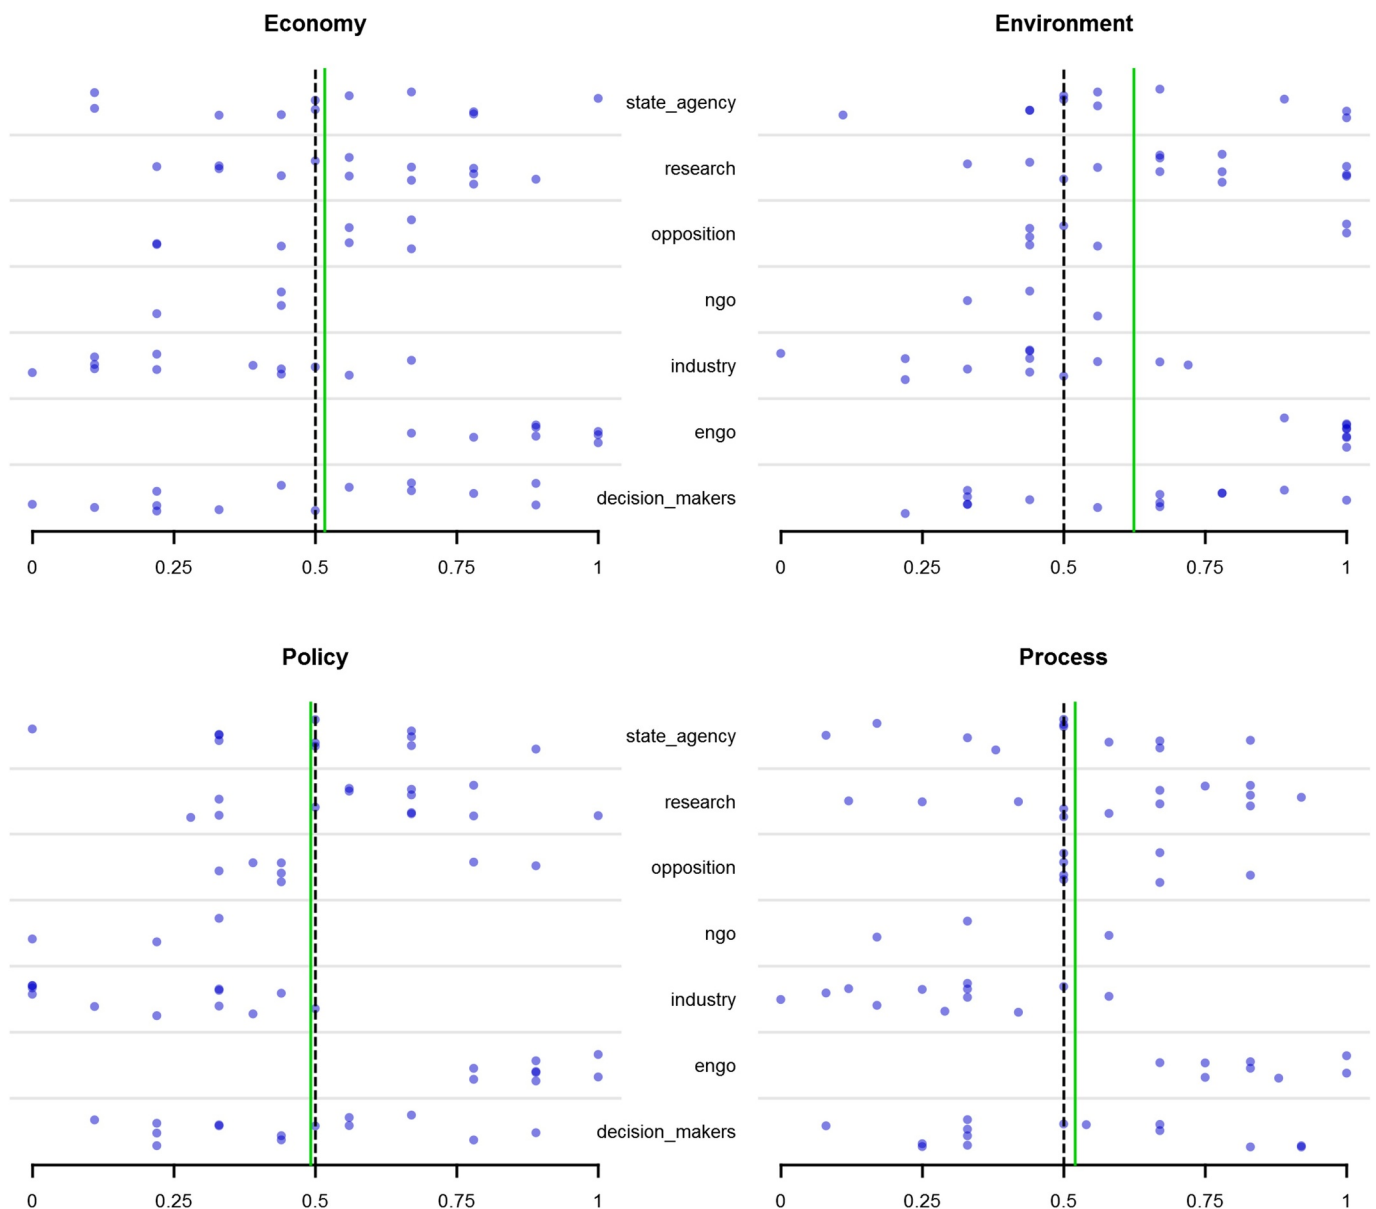 Economy
Environment
state_agency
research
opposition
ngo
industry
engo
decision_makers
0 0.25 0.5 0.75 1
0 0.25 0.5 0.75 1
Policy
Process
state_agency
research
opposition
ngo
industry
engo
decision_makers
0 0.25 0.5 0.75 1
0 0.25 0.5 0.75 1